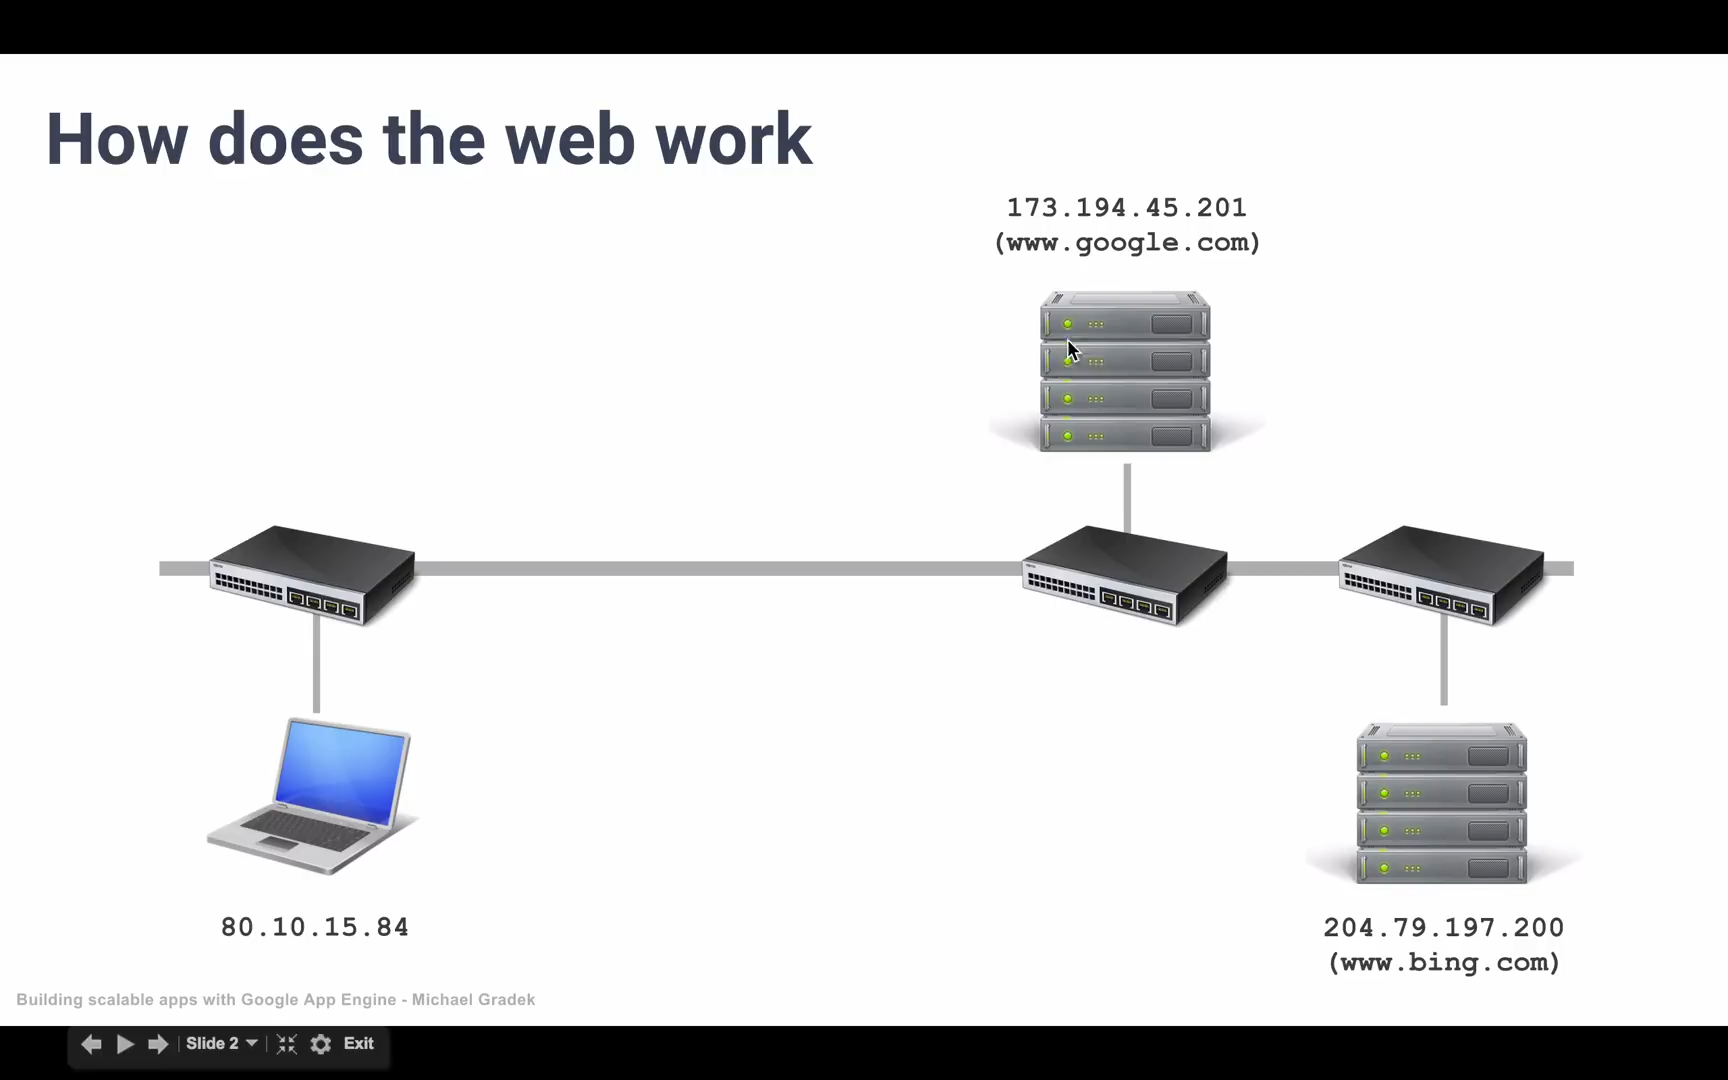 How does the web work
173.194.45.201
(www.google.com)
80.10.15.84
204.79.197.200
(www.bing.com)
Building scalable apps with Google App Engine - Michael Gradek
Slide 2
Exit